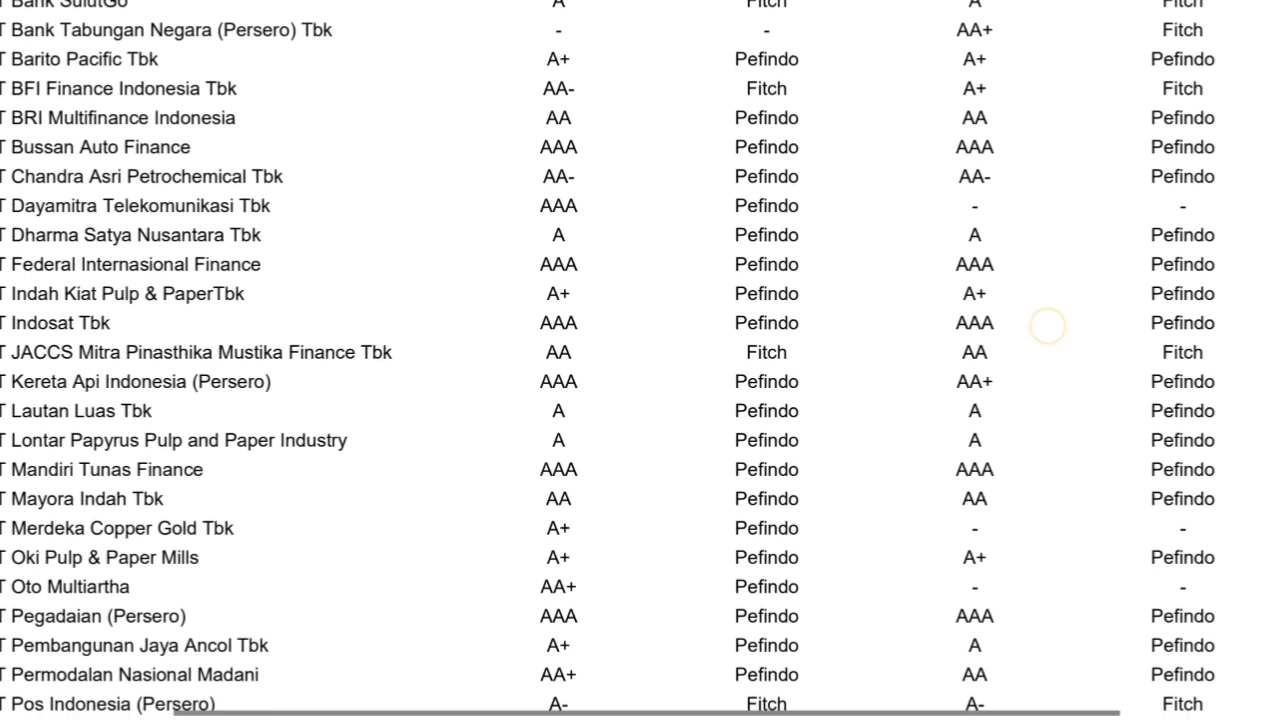 T Bank SulutGo A Fitch A Fitch
T Bank Tabungan Negara (Persero) Tbk - - AA+ Fitch
T Barito Pacific Tbk A+ Pefindo A+ Pefindo
T BFI Finance Indonesia Tbk AA- Fitch A+ Fitch
T BRI Multifinance Indonesia AA Pefindo AA Pefindo
T Bussan Auto Finance AAA Pefindo AAA Pefindo
T Chandra Asri Petrochemical Tbk AA- Pefindo AA- Pefindo
T Dayamitra Telekomunikasi Tbk AAA Pefindo - -
T Dharma Satya Nusantara Tbk A Pefindo A Pefindo
T Federal Internasional Finance AAA Pefindo AAA Pefindo
T Indah Kiat Pulp & PaperTbk A+ Pefindo A+ Pefindo
T Indosat Tbk AAA Pefindo AAA Pefindo
T JACCS Mitra Pinasthika Mustika Finance Tbk AA Fitch AA Fitch
T Kereta Api Indonesia (Persero) AAA Pefindo AA+ Pefindo
T Lautan Luas Tbk A Pefindo A Pefindo
T Lontar Papyrus Pulp and Paper Industry A Pefindo A Pefindo
T Mandiri Tunas Finance AAA Pefindo AAA Pefindo
T Mayora Indah Tbk AA Pefindo AA Pefindo
T Merdeka Copper Gold Tbk A+ Pefindo - -
T Oki Pulp & Paper Mills A+ Pefindo A+ Pefindo
T Oto Multiartha AA+ Pefindo - -
T Pegadaian (Persero) AAA Pefindo AAA Pefindo
T Pembangunan Jaya Ancol Tbk A+ Pefindo A Pefindo
T Permodalan Nasional Madani AA+ Pefindo AA Pefindo
T Pos Indonesia (Persero) A- Fitch A- Fitch